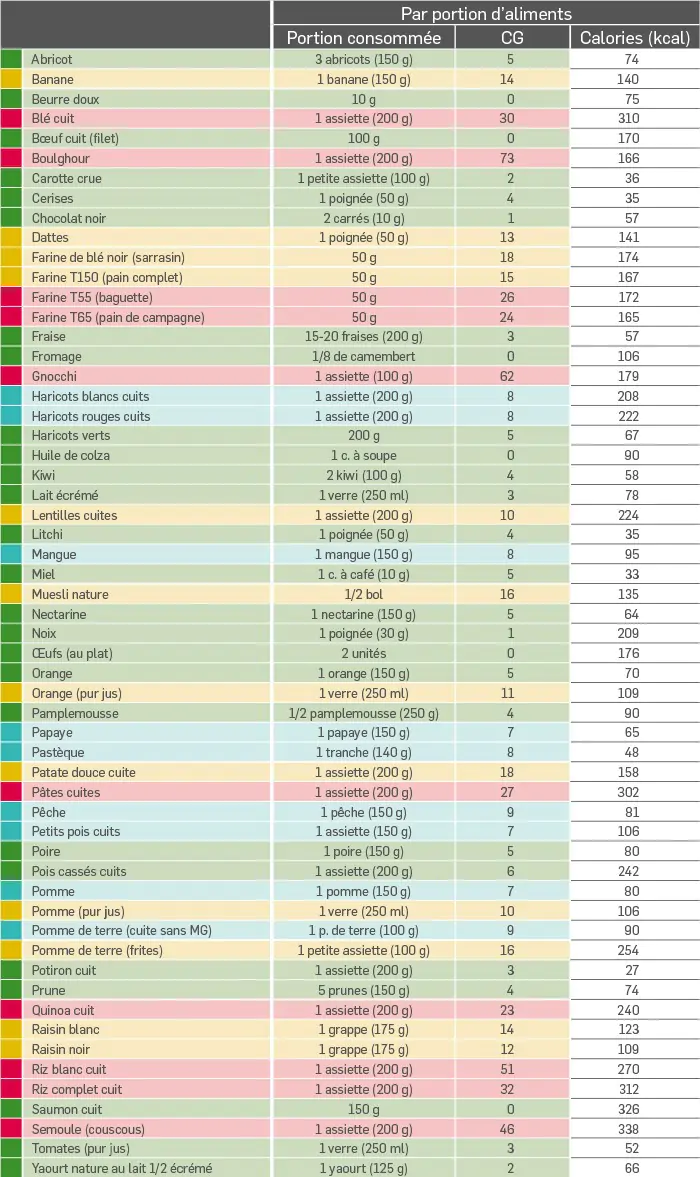 Par portion d’aliments
Portion consommée CG Calories (kcal)
Abricot 3 abricots (150 g) 5 74
Banane 1 banane (150 g) 14 140
Beurre doux 10 g 0 75
Blé cuit 1 assiette (200 g) 30 310
Bœuf cuit (filet) 100 g 0 170
Boulghour 1 assiette (200 g) 73 166
Carotte crue 1 petite assiette (100 g) 2 36
Cerises 1 poignée (50 g) 4 35
Chocolat noir 2 carrés (10 g) 1 57
Dattes 1 poignée (50 g) 13 141
Farine de blé noir (sarrasin) 50 g 18 174
Farine T150 (pain complet) 50 g 15 167
Farine T55 (baguette) 50 g 26 172
Farine T65 (pain de campagne) 50 g 24 165
Fraise 15-20 fraises (200 g) 3 57
Fromage 1/8 de camembert 0 106
Gnocchi 1 assiette (100 g) 62 179
Haricots blancs cuits 1 assiette (200 g) 8 208
Haricots rouges cuits 1 assiette (200 g) 8 222
Haricots verts 200 g 5 67
Huile de colza 1 c. à soupe 0 90
Kiwi 2 kiwi (100 g) 4 58
Lait écrémé 1 verre (250 ml) 3 78
Lentilles cuites 1 assiette (200 g) 10 224
Litchi 1 poignée (50 g) 4 35
Mangue 1 mangue (150 g) 8 95
Miel 1 c. à café (10 g) 5 33
Muesli nature 1/2 bol 16 135
Nectarine 1 nectarine (150 g) 5 64
Noix 1 poignée (30 g) 1 209
Œufs (au plat) 2 unités 0 176
Orange 1 orange (150 g) 5 70
Orange (pur jus) 1 verre (250 ml) 11 109
Pamplemousse 1/2 pamplemousse (250 g) 4 90
Papaye 1 papaye (150 g) 7 65
Pastèque 1 tranche (140 g) 8 48
Patate douce cuite 1 assiette (200 g) 18 158
Pâtes cuites 1 assiette (200 g) 27 302
Pêche 1 pêche (150 g) 9 81
Petits pois cuits 1 assiette (150 g) 7 106
Poire 1 poire (150 g) 5 80
Pois cassés cuits 1 assiette (200 g) 6 242
Pomme 1 pomme (150 g) 7 80
Pomme (pur jus) 1 verre (250 ml) 10 106
Pomme de terre (cuite sans MG) 1 p. de terre (100 g) 9 90
Pomme de terre (frites) 1 petite assiette (100 g) 16 254
Potiron cuit 1 assiette (200 g) 3 27
Prune 5 prunes (150 g) 4 74
Quinoa cuit 1 assiette (200 g) 23 240
Raisin blanc 1 grappe (175 g) 14 123
Raisin noir 1 grappe (175 g) 12 109
Riz blanc cuit 1 assiette (200 g) 51 270
Riz complet cuit 1 assiette (200 g) 32 312
Saumon cuit 150 g 0 326
Semoule (couscous) 1 assiette (200 g) 46 338
Tomates (pur jus) 1 verre (250 ml) 3 52
Yaourt nature au lait 1/2 écrémé 1 yaourt (125 g) 2 66